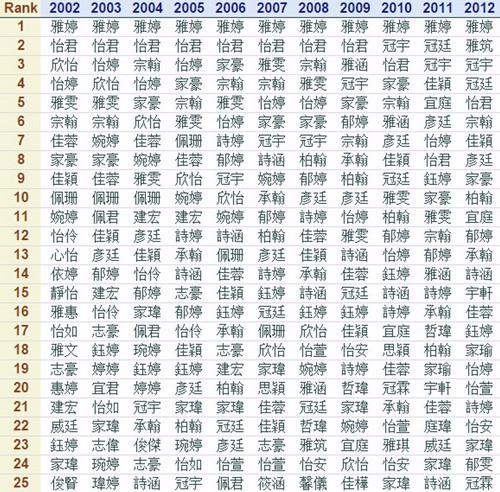 Rank 2002 2003 2004 2005 2006 2007 2008 2009 2010 2011 2012
1 雅婷 雅婷 雅婷 雅婷 雅婷 雅婷 雅婷 雅婷 雅婷 雅婷 雅婷
2 怡君 怡君 怡君 怡君 怡君 怡君 怡君 怡君 冠宇 冠廷 雅筑
3 欣怡 怡婷 宗翰 怡婷 家豪 雅雯 宗翰 雅涵 怡君 冠宇 冠宇
4 怡婷 欣怡 怡婷 家豪 宗翰 宗翰 雅雯 冠宇 家豪 佳穎 冠廷
5 雅雯 雅雯 家豪 宗翰 雅雯 怡婷 怡婷 家豪 宗翰 宜庭 怡君
6 宗翰 宗翰 欣怡 雅雯 怡婷 家豪 家豪 郁婷 雅涵 彥廷 宗翰
7 佳蓉 婉婷 佳蓉 佩珊 詩婷 冠宇 冠宇 宗翰 彥廷 怡婷 佳穎
8 家豪 家豪 婉婷 佳蓉 郁婷 詩涵 柏翰 承翰 佳穎 怡君 彥廷
9 佳穎 佳蓉 雅雯 欣怡 冠宇 婉婷 郁婷 柏翰 冠廷 鈺婷 家豪
10 佩珊 佩珊 佩珊 婉婷 欣怡 承翰 彥廷 彥廷 雅雯 家豪 柏翰
11 婉婷 佩君 建宏 建宏 婉婷 郁婷 詩婷 怡婷 柏翰 雅雯 宜庭
12 怡伶 佳穎 彥廷 詩婷 詩涵 柏翰 佳蓉 雅雯 郁婷 宗翰 郁婷
13 心怡 彥廷 佳穎 承翰 佩珊 彥廷 佳穎 詩涵 怡婷 郁婷 承翰
14 依婷 郁婷 怡伶 詩涵 佳蓉 詩婷 承翰 佳蓉 鈺婷 雅涵 詩涵
15 靜怡 建宏 郁婷 志豪 佳穎 鈺婷 詩涵 冠廷 詩涵 詩婷 宇軒
16 雅惠 怡伶 家瑋 郁婷 鈺婷 冠廷 鈺婷 鈺婷 詩婷 承翰 佳蓉
17 怡如 志豪 佩君 怡伶 承翰 佩珊 欣怡 佳穎 宜庭 哲瑋 鈺婷
18 雅文 鈺婷 琬婷 佳穎 志豪 欣怡 怡萱 怡安 思穎 柏翰 家瑜
19 志豪 婷婷 鈺婷 鈺婷 建宏 家瑋 婉婷 詩婷 佳蓉 家瑜 怡婷
20 惠婷 宜君 婷婷 彥廷 柏翰 思穎 雅涵 哲瑋 冠霖 宇軒 怡萱
21 建宏 怡如 冠宇 家瑋 家瑋 佳蓉 冠廷 家瑋 承翰 佳蓉 詩婷
22 威廷 家瑋 承翰 柏翰 冠廷 佳穎 哲瑋 婉婷 怡萱 庭瑋 怡安
23 鈺婷 志偉 俊傑 琬婷 彥廷 志豪 雅筑 宜庭 雅琪 威廷 家瑋
24 家瑋 琬婷 志豪 怡如 怡萱 怡萱 怡安 欣怡 怡安 家瑋 郁雯
25 俊賢 瑋婷 詩涵 冠宇 佩君 筱涵 馨儀 佳樺 家瑋 詩涵 冠霖